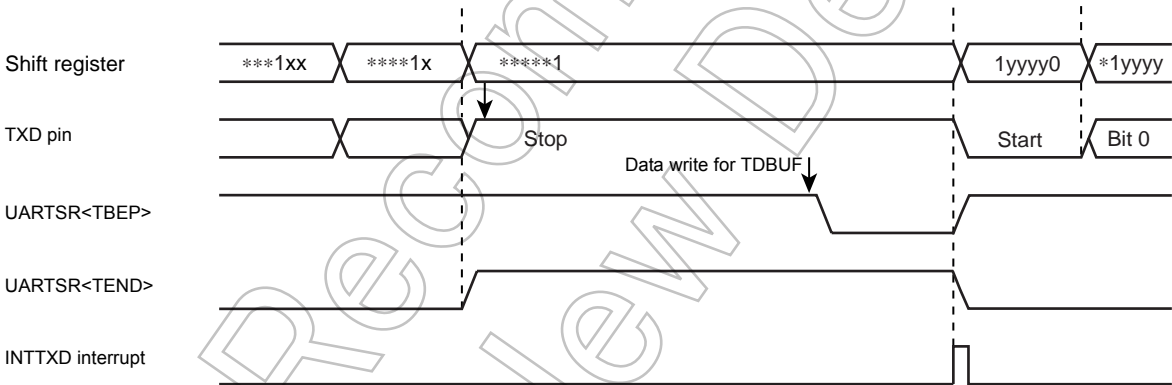 Shift register ***1xx ****1x *****1 1yyyy0 *1yyyy
TXD pin Stop Start Bit 0
Data write for TDBUF
UARTSR<TBEP>
UARTSR<TEND>
INTTXD interrupt